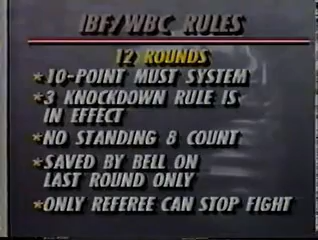 IBF/WBC RULES
12 ROUNDS
*10-POINT MUST SYSTEM
*3 KNOCKDOWN RULE IS
IN EFFECT
*NO STANDING 8 COUNT
*SAVED BY BELL ON
LAST ROUND ONLY
*ONLY REFEREE CAN STOP FIGHT